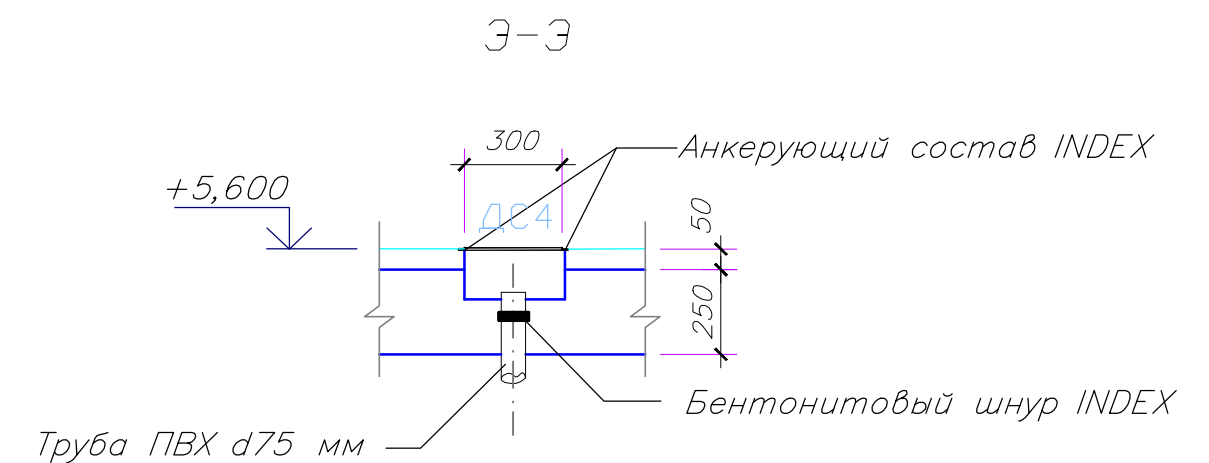 Э-Э
300
Анкерующий состав INDEX
+5,600
ДС4
50
250
Бентонитовый шнур INDEX
Труба ПВХ d75 мм